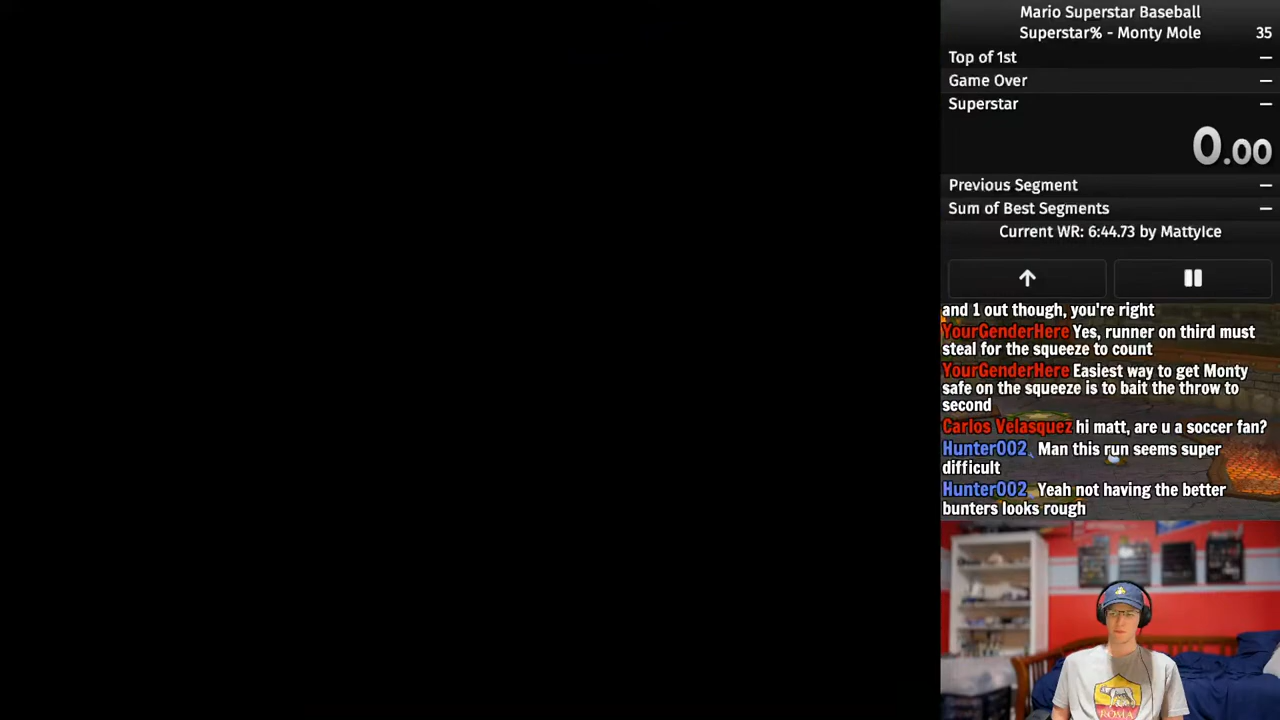 Mario Superstar Baseball
Superstar% - Monty Mole 35
Top of 1st —
Game Over —
Superstar —
0.00
Previous Segment —
Sum of Best Segments —
Current WR: 6:44.73 by MattyIce
and 1 out though, you're right
YourGenderHere Yes, runner on third must
steal for the squeeze to count
YourGenderHere Easiest way to get Monty
safe on the squeeze is to bait the throw to
second
Carlos Velasquez hi matt, are u a soccer fan?
Hunter002 Man this run seems super
difficult
Hunter002 Yeah not having the better
bunters looks rough
ROMA